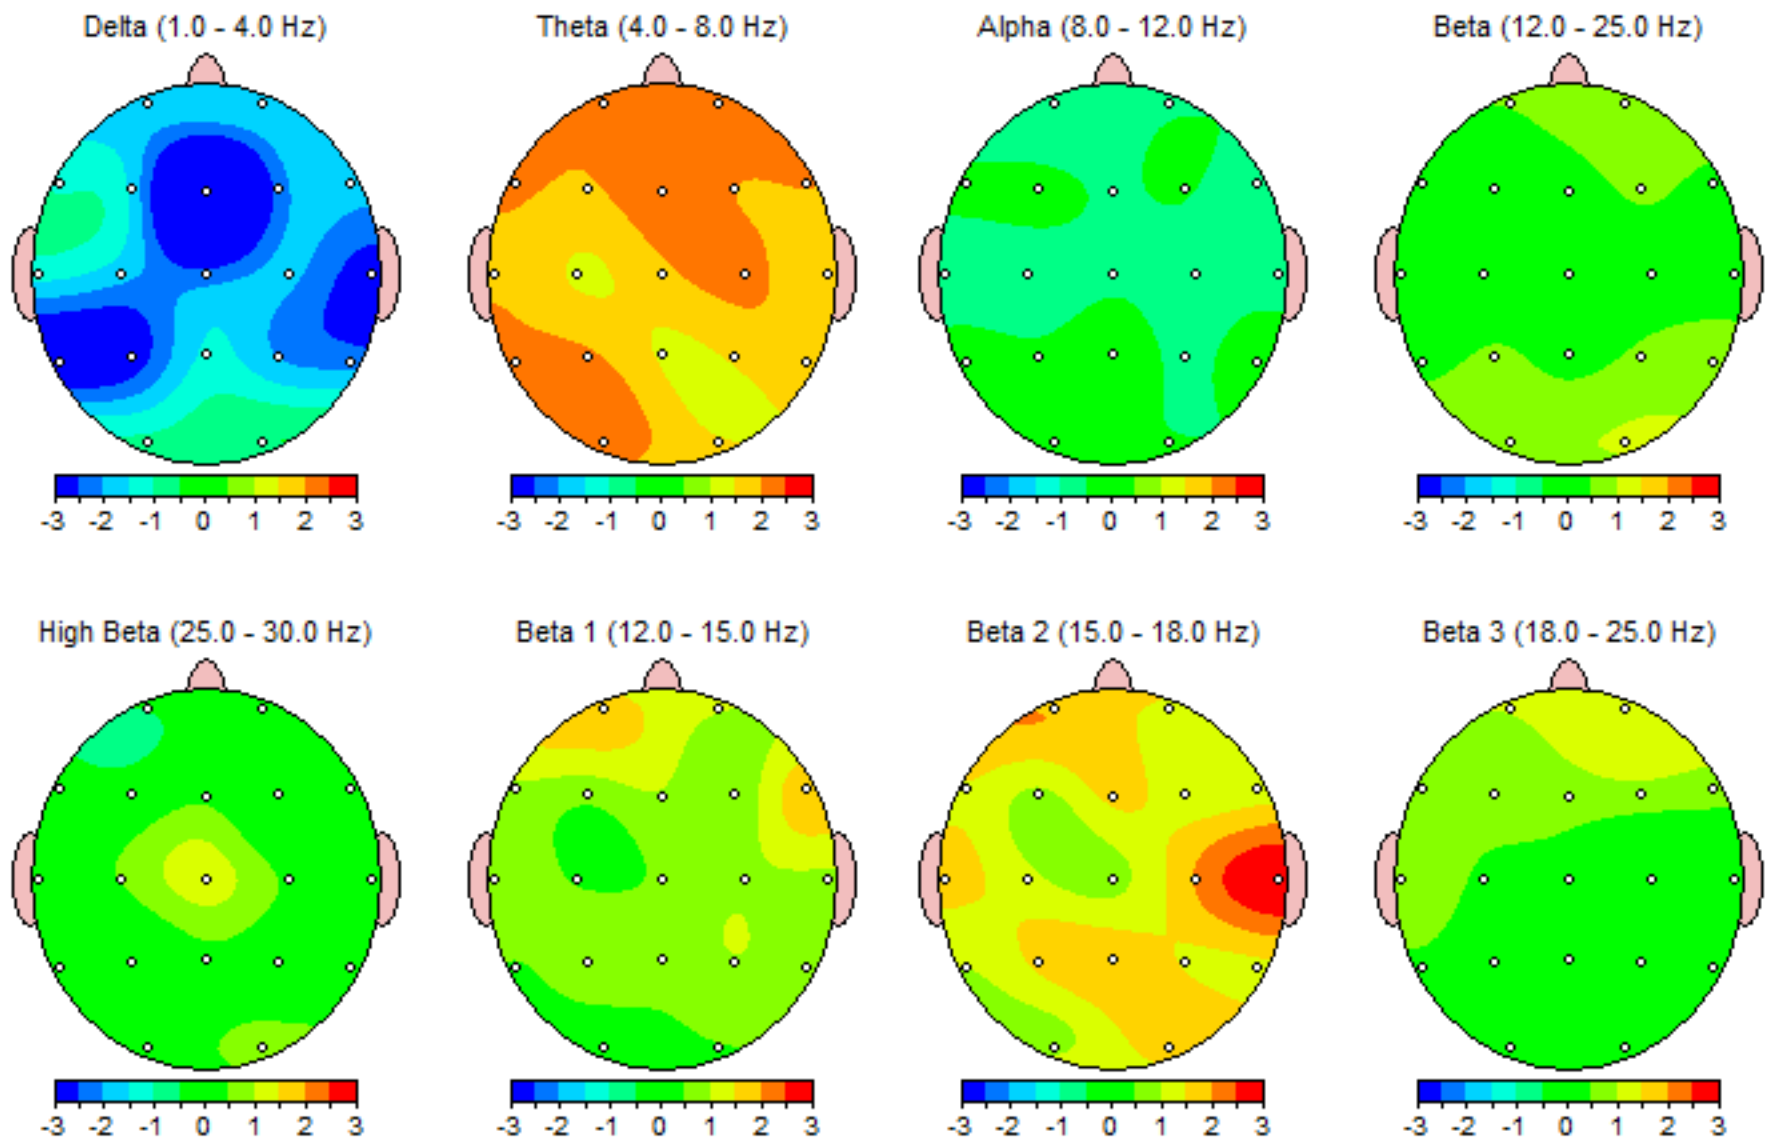 Delta (1.0 - 4.0 Hz)
Theta (4.0 - 8.0 Hz)
Alpha (8.0 - 12.0 Hz)
Beta (12.0 - 25.0 Hz)
-3 -2 -1 0 1 2 3
-3 -2 -1 0 1 2 3
-3 -2 -1 0 1 2 3
-3 -2 -1 0 1 2 3
High Beta (25.0 - 30.0 Hz)
Beta 1 (12.0 - 15.0 Hz)
Beta 2 (15.0 - 18.0 Hz)
Beta 3 (18.0 - 25.0 Hz)
-3 -2 -1 0 1 2 3
-3 -2 -1 0 1 2 3
-3 -2 -1 0 1 2 3
-3 -2 -1 0 1 2 3